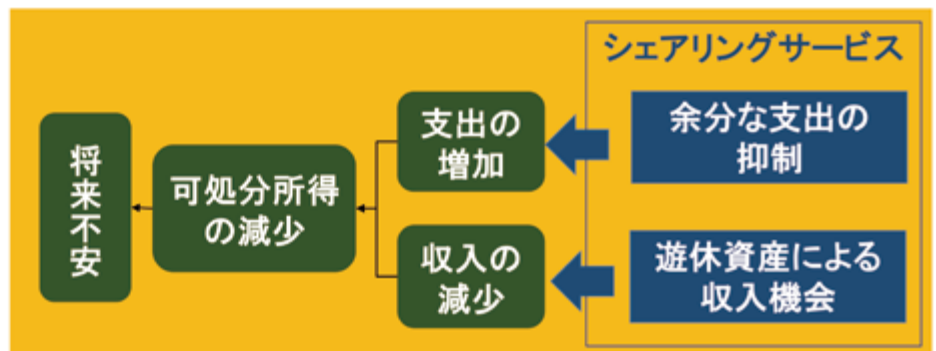 シェアリングサービス
支出の
増加
余分な支出の
抑制
将来不安
可処分所得
の減少
収入の
減少
遊休資産による
収入機会